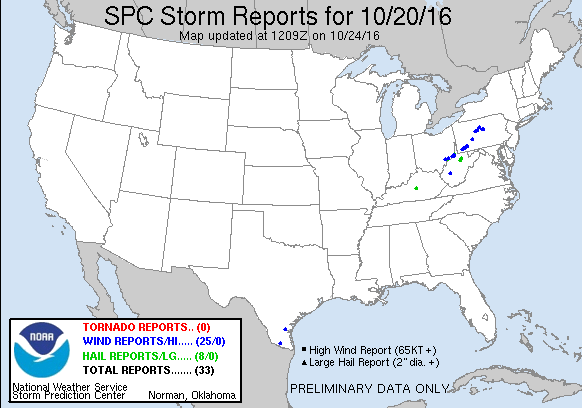 SPC Storm Reports for 10/20/16
Map updated at 1209Z on 10/24/16
NOAA
TORNADO REPORTS.. (0)
WIND REPORTS/HI..... (25/0)
HAIL REPORTS/LG..... (8/0)
TOTAL REPORTS....... (33)
National Weather Service
Storm Prediction Center Norman, Oklahoma
High Wind Report (65KT +)
Large Hail Report (2" dia. +)
PRELIMINARY DATA ONLY